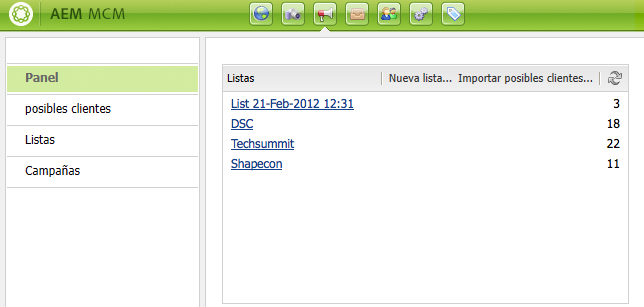 AEM MCM
Panel
posibles clientes
Listas
Campañas
Listas Nueva lista... Importar posibles clientes...
List 21-Feb-2012 12:31 3
DSC 18
Techsummit 22
Shapecon 11